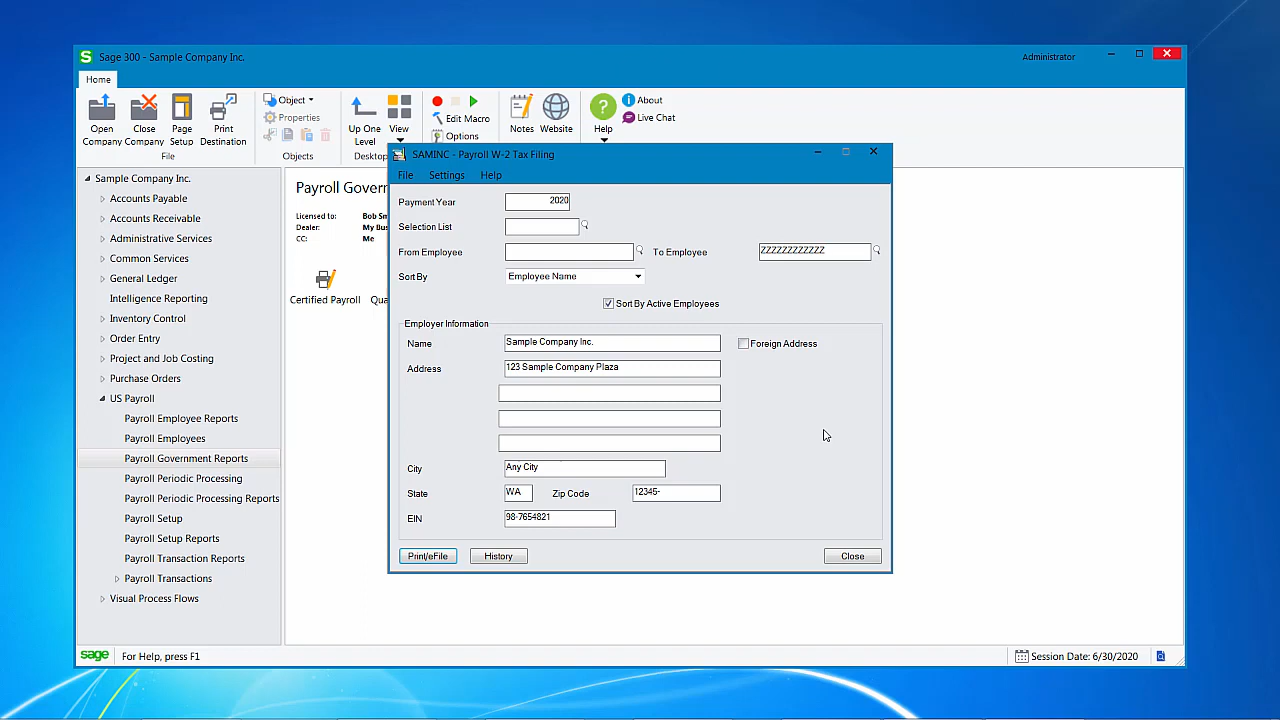 Sage 300 - Sample Company Inc.
Administrator
Home
Open Company
Close Company
Page Setup
Print Destination
File
Object
Properties
Objects
Up One Level
View
Desktop
Edit Macro
Options
Notes
Website
Help
About
Live Chat
Sample Company Inc.
Accounts Payable
Accounts Receivable
Administrative Services
Common Services
General Ledger
Intelligence Reporting
Inventory Control
Order Entry
Project and Job Costing
Purchase Orders
US Payroll
Payroll Employee Reports
Payroll Employees
Payroll Government Reports
Payroll Periodic Processing
Payroll Periodic Processing Reports
Payroll Setup
Payroll Setup Reports
Payroll Transaction Reports
Payroll Transactions
Visual Process Flows
Payroll Gover
Licensed to: Bob Sm
Dealer: My Bus
CC: Me
Certified Payroll
Qua
SAMINC - Payroll W-2 Tax Filing
File Settings Help
Payment Year 2020
Selection List
From Employee To Employee ZZZZZZZZZZZZ
Sort By Employee Name
Sort By Active Employees
Employer Information
Name Sample Company Inc. Foreign Address
Address 123 Sample Company Plaza
City Any City
State WA Zip Code 12345-
EIN 98-7654821
Print/eFile History Close
sage For Help, press F1
Session Date: 6/30/2020